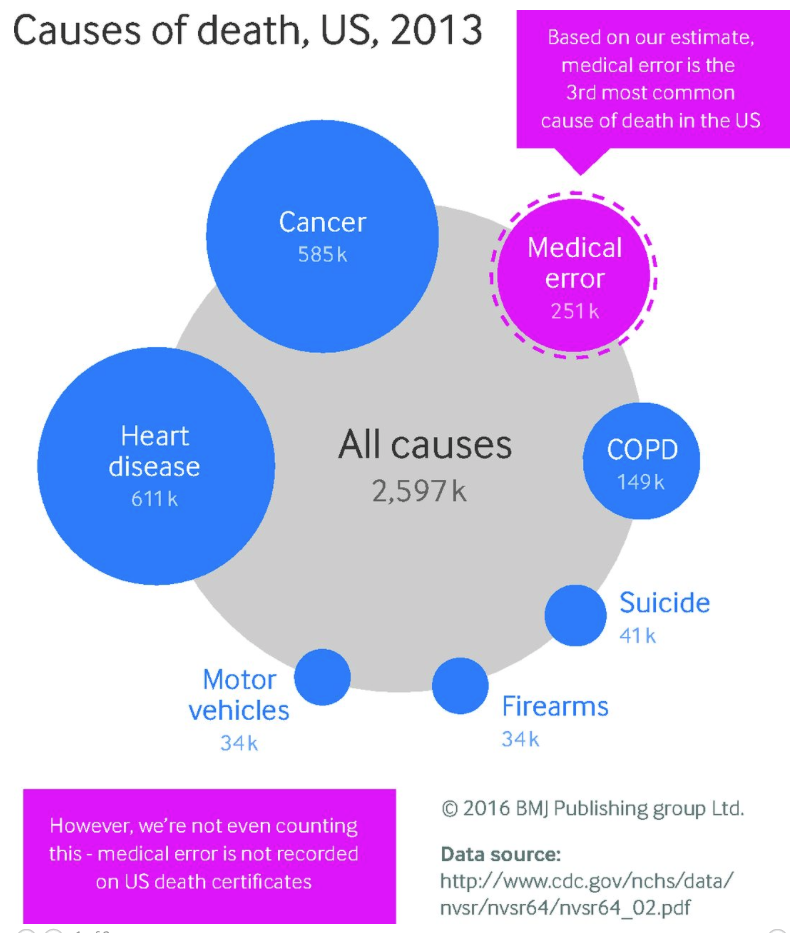 Causes of death, US, 2013
Based on our estimate,
medical error is the
3rd most common
cause of death in the US
Cancer
585k
Medical
error
251k
Heart
disease
611k
All causes
2,597k
COPD
149k
Suicide
41k
Motor
vehicles
34k
Firearms
34k
However, we're not even counting
this - medical error is not recorded
on US death certificates
© 2016 BMJ Publishing group Ltd.
Data source:
http://www.cdc.gov/nchs/data/
nvsr/nvsr64/nvsr64_02.pdf